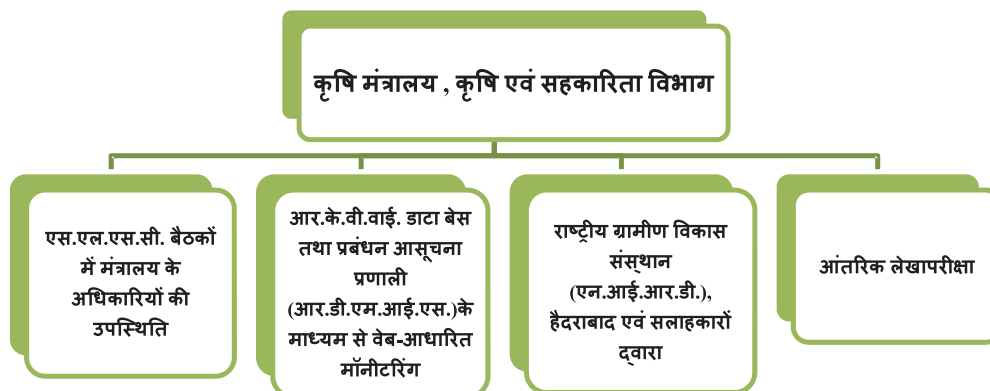 कृषि मंत्रालय , कृषि एवं सहकारिता विभाग
एस.एल.एस.सी. बैठकों
में मंत्रालय के
अधिकारियों की
उपस्थिति
आर.के.वी.वाई. डाटा बेस
तथा प्रबंधन आसूचना
प्रणाली
(आर.डी.एम.आई.एस.)के
माध्यम से वेब-आधारित
मॉनीटरिंग
राष्ट्रीय ग्रामीण विकास
संस्थान
(एन.आई.आर.डी.),
हैदराबाद एवं सलाहकारों
द्वारा
आंतरिक लेखापरीक्षा